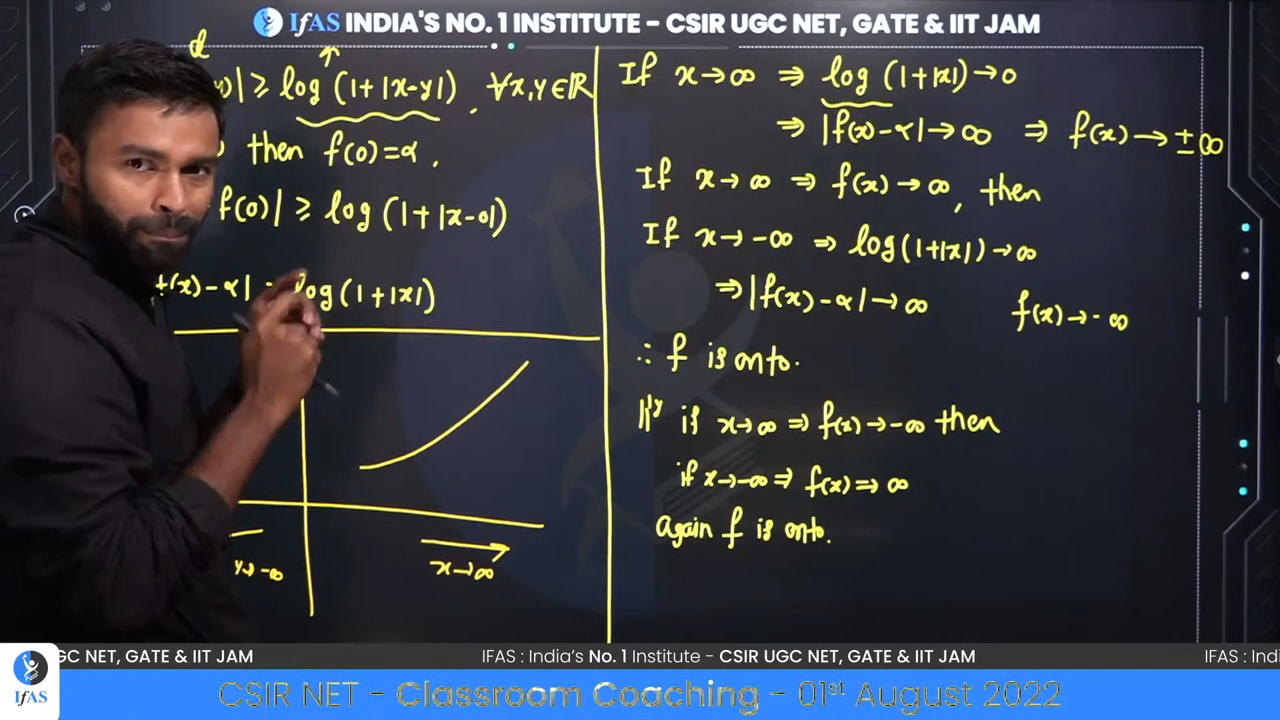 IfAS INDIA'S NO. 1 INSTITUTE - CSIR UGC NET, GATE & IIT JAM
| ≥ log (1+|x-y|), ∀x,y∈ℝ
then f(0)=α.
f(0)| ≥ log (1+|x-0|)
f(x)-α| log (1+|x|)
x→∞
→-∞
If x→∞ ⇒ log (1+|x|)→0
⇒ |f(x)-α|→∞ ⇒ f(x)→±∞
If x→∞ ⇒ f(x)→∞, then
If x→-∞ ⇒ log(1+|x|)→∞
⇒|f(x)-α|→∞ f(x)→-∞
∴ f is onto.
|||ly if x→∞ ⇒ f(x)→-∞ then
if x→-∞ ⇒ f(x)⇒∞
Again f is onto.
GC NET, GATE & IIT JAM IFAS : India's No. 1 Institute - CSIR UGC NET, GATE & IIT JAM IFAS : Ind
IfAS
CSIR NET - Classroom Coaching - 01st August 2022